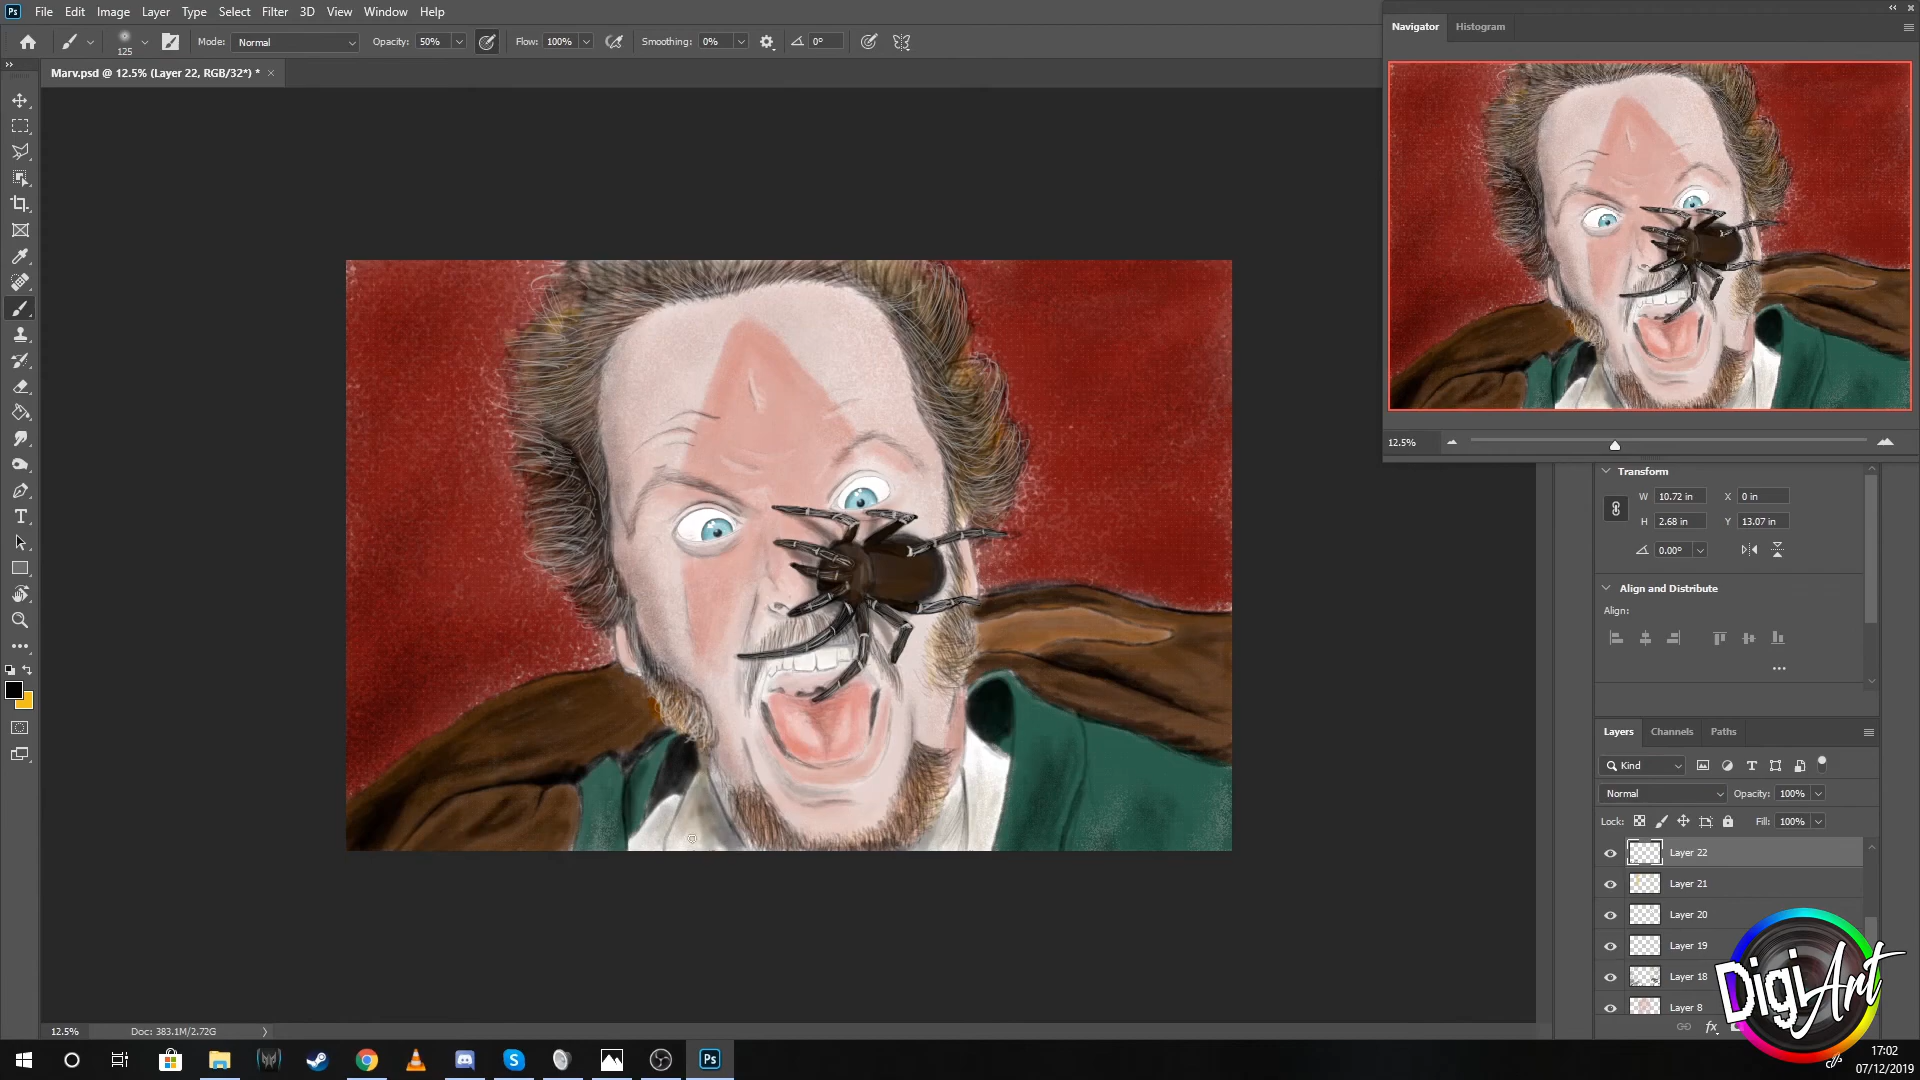 Ps File Edit Image Layer Type Select Filter 3D View Window Help
125 Mode: Normal Opacity: 50% Flow: 100% Smoothing: 0% 0°
Marv.psd @ 12.5% (Layer 22, RGB/32*) * ×
Navigator Histogram
12.5%
Transform
W 10.72 in X 0 in
H 2.68 in Y 13.07 in
0.00°
Align and Distribute
Align:
Layers Channels Paths
Kind
Normal Opacity: 100%
Lock: Fill: 100%
Layer 22
Layer 21
Layer 20
Layer 19
Layer 18
Layer 8
fx
DigiArt
12.5% Doc: 383.1M/2.72G
Ps
17:02
07/12/2019